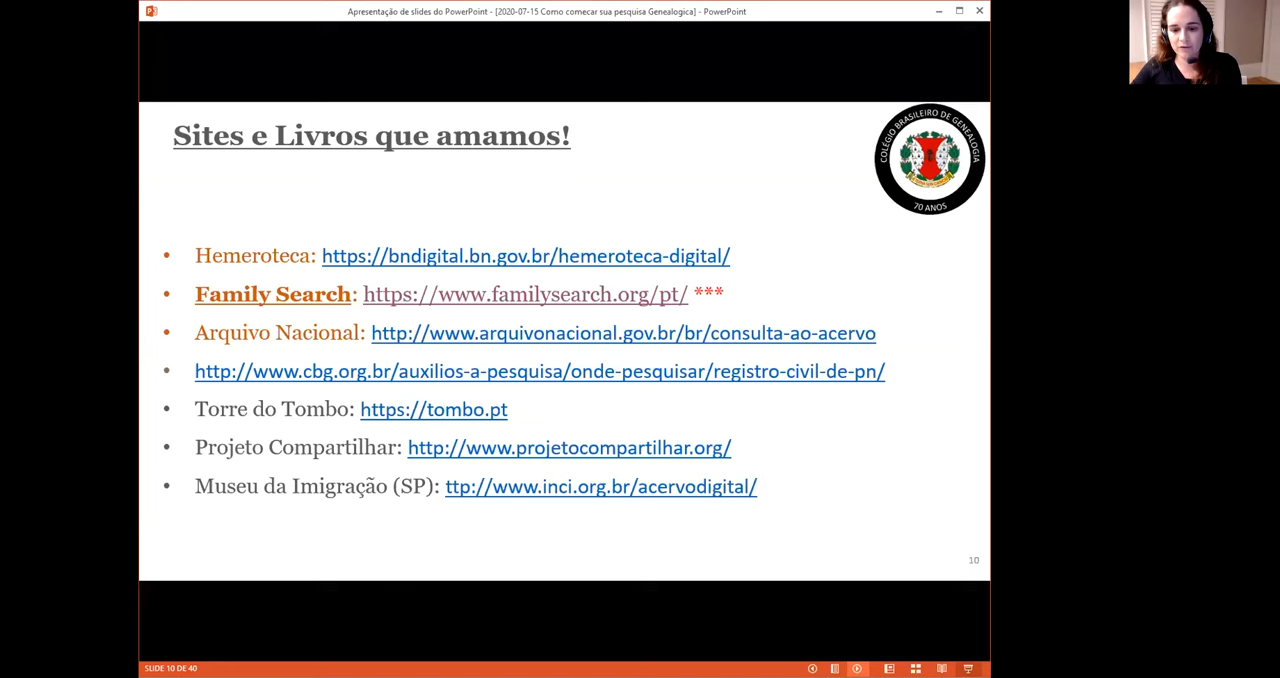 Apresentação de slides do PowerPoint - [2020-07-15 Como comecar sua pesquisa Genealogica] - PowerPoint
Sites e Livros que amamos!
COLÉGIO BRASILEIRO DE GENEALOGIA
70 ANOS
• Hemeroteca: https://bndigital.bn.gov.br/hemeroteca-digital/
• Family Search: https://www.familysearch.org/pt/ ***
• Arquivo Nacional: http://www.arquivonacional.gov.br/br/consulta-ao-acervo
• http://www.cbg.org.br/auxilios-a-pesquisa/onde-pesquisar/registro-civil-de-pn/
• Torre do Tombo: https://tombo.pt
• Projeto Compartilhar: http://www.projetocompartilhar.org/
• Museu da Imigração (SP): ttp://www.inci.org.br/acervodigital/
10
SLIDE 10 DE 40